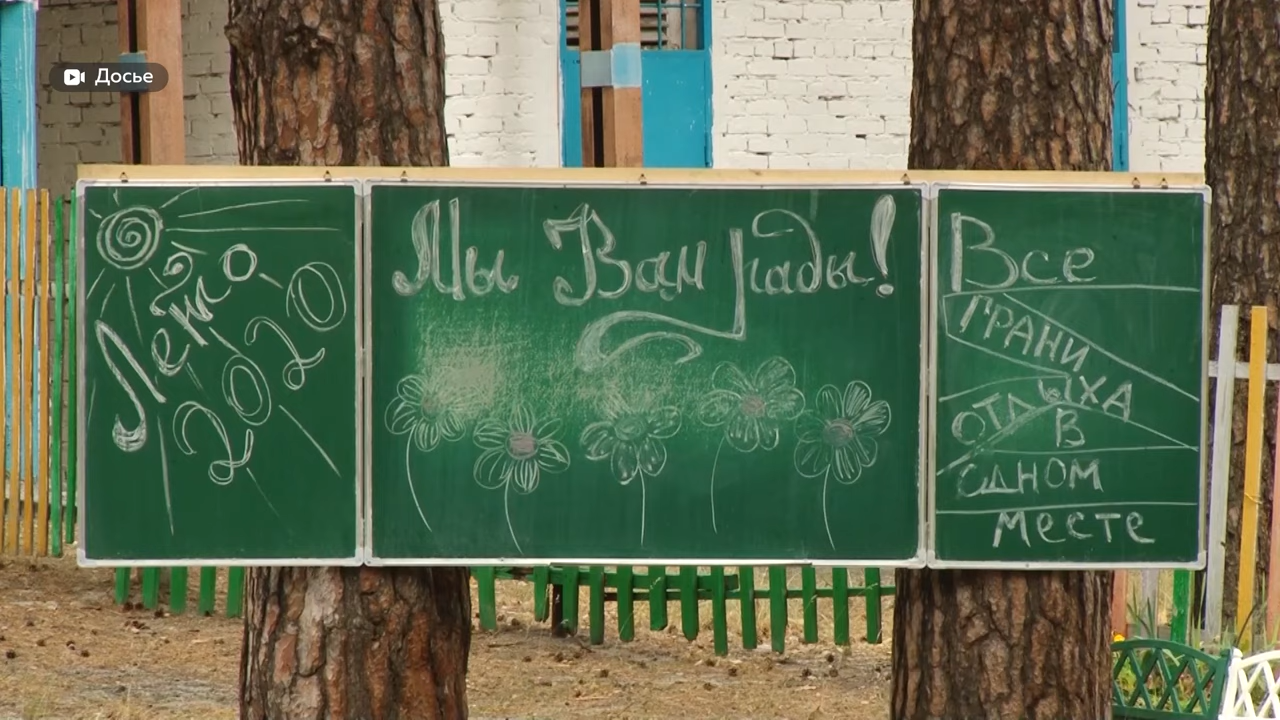 Досье
Лето
2020
Мы Вам рады!
Все
ГРАНИ
ОТДЫХА
В
ОДНОМ
Месте